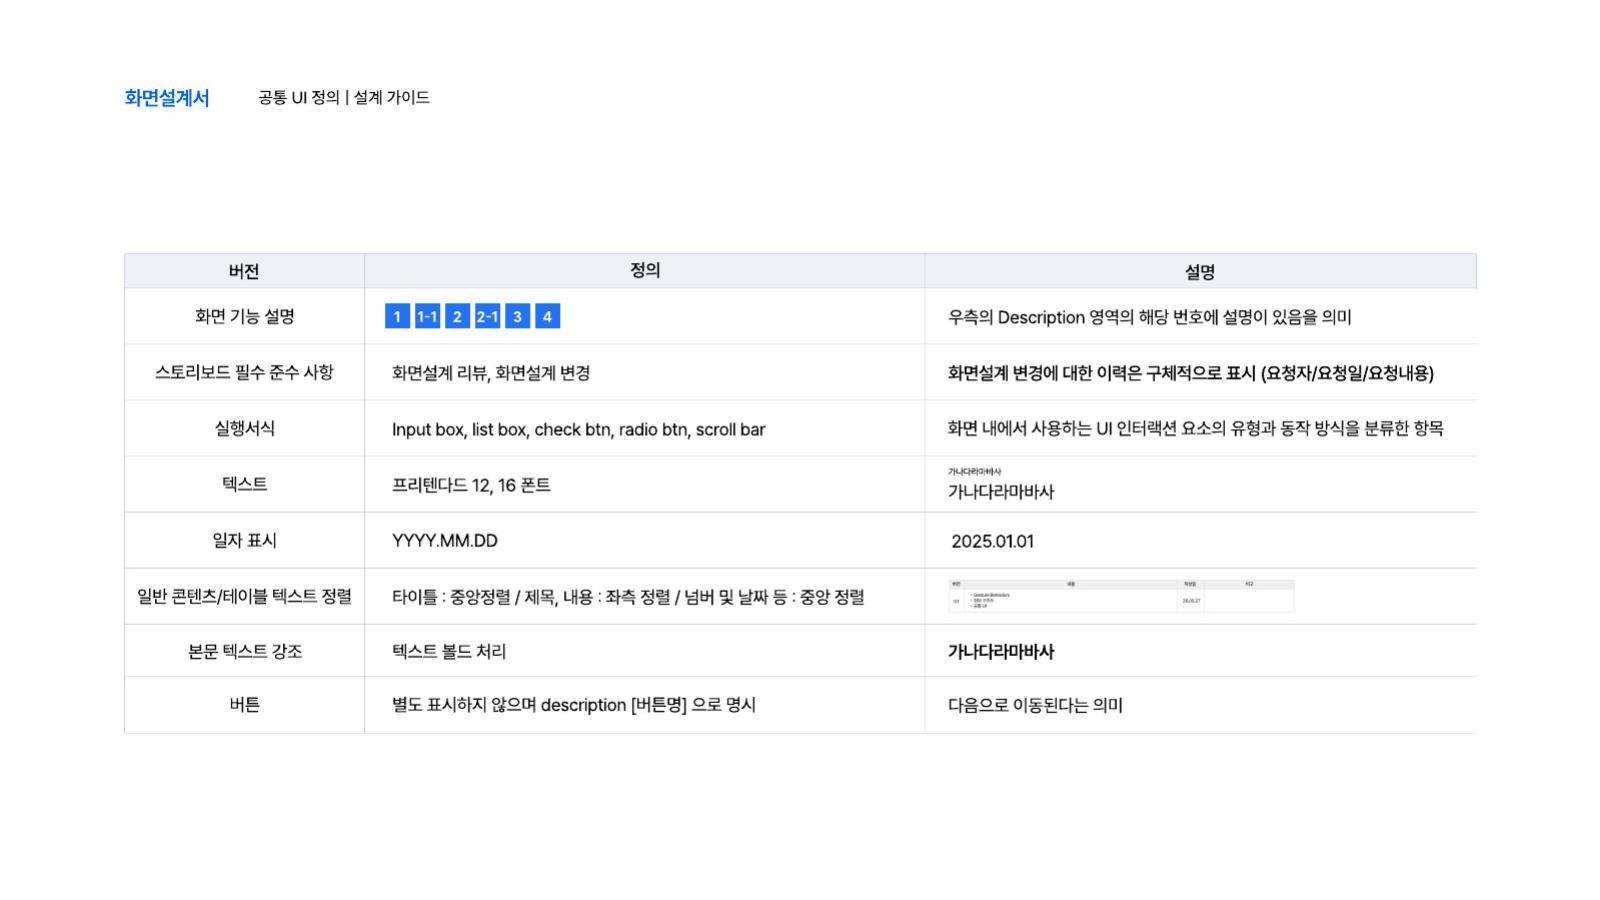 화면설계서 공통 UI 정의 | 설계 가이드
버전 정의 설명
화면 기능 설명 1 1-1 2 2-1 3 4 우측의 Description 영역의 해당 번호에 설명이 있음을 의미
스토리보드 필수 준수 사항 화면설계 리뷰, 화면설계 변경 화면설계 변경에 대한 이력은 구체적으로 표시 (요청자/요청일/요청내용)
실행서식 Input box, list box, check btn, radio btn, scroll bar 화면 내에서 사용하는 UI 인터랙션 요소의 유형과 동작 방식을 분류한 항목
텍스트 프리텐다드 12, 16 폰트 가나다라마바사
가나다라마바사
일자 표시 YYYY.MM.DD 2025.01.01
일반 콘텐츠/테이블 텍스트 정렬 타이틀 : 중앙정렬 / 제목, 내용 : 좌측 정렬 / 넘버 및 날짜 등 : 중앙 정렬
버전 내용 작성일 비고
본문 텍스트 강조 텍스트 볼드 처리 가나다라마바사
버튼 별도 표시하지 않으며 description [버튼명] 으로 명시 다음으로 이동된다는 의미